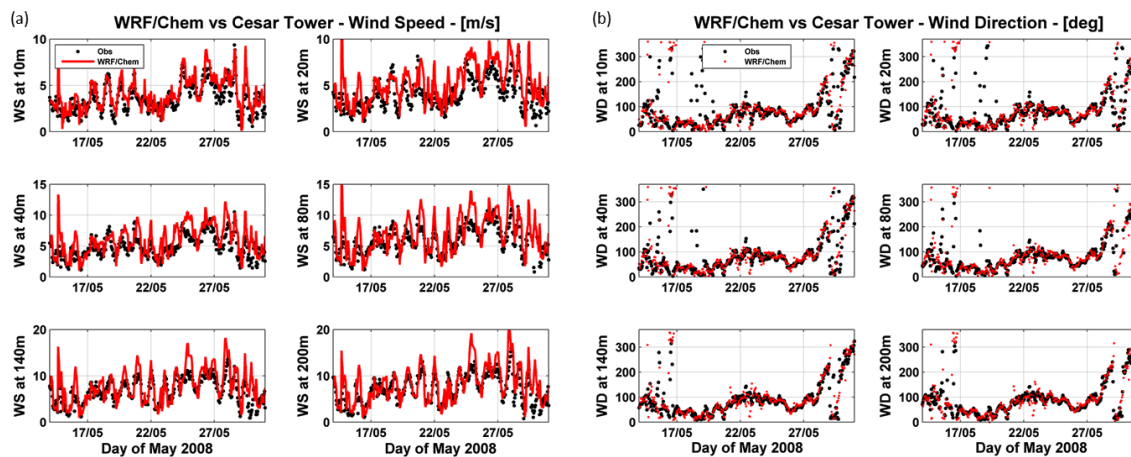 (a)
WRF/Chem vs Cesar Tower - Wind Speed - [m/s]
WS at 10m
10
5
0
Obs
WRF/Chem
17/05 22/05 27/05
WS at 20m
10
5
0
17/05 22/05 27/05
WS at 40m
15
10
5
0
17/05 22/05 27/05
WS at 80m
15
10
5
0
17/05 22/05 27/05
WS at 140m
20
10
0
17/05 22/05 27/05
Day of May 2008
WS at 200m
20
10
0
17/05 22/05 27/05
Day of May 2008
(b)
WRF/Chem vs Cesar Tower - Wind Direction - [deg]
WD at 10m
300
200
100
0
Obs
WRF/Chem
17/05 22/05 27/05
WD at 20m
300
200
100
0
17/05 22/05 27/05
WD at 40m
300
200
100
0
17/05 22/05 27/05
WD at 80m
300
200
100
0
17/05 22/05 27/05
WD at 140m
300
200
100
0
17/05 22/05 27/05
Day of May 2008
WD at 200m
300
200
100
0
17/05 22/05 27/05
Day of May 2008